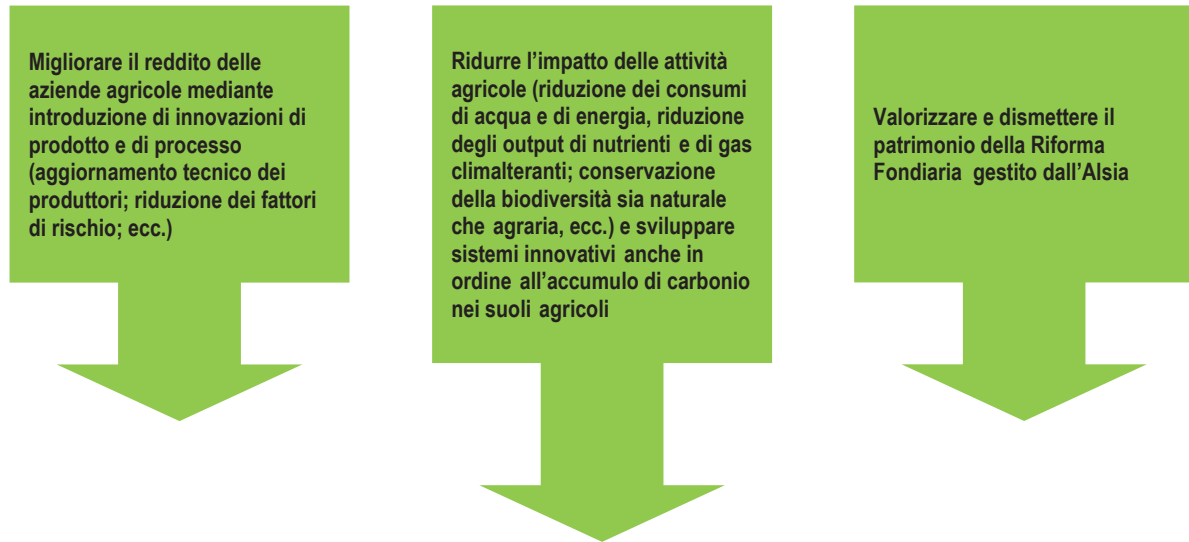 Migliorare il reddito delle
aziende agricole mediante
introduzione di innovazioni di
prodotto e di processo
(aggiornamento tecnico dei
produttori; riduzione dei fattori
di rischio; ecc.)
Ridurre l’impatto delle attività
agricole (riduzione dei consumi
di acqua e di energia, riduzione
degli output di nutrienti e di gas
climalteranti; conservazione
della biodiversità sia naturale
che agraria, ecc.) e sviluppare
sistemi innovativi anche in
ordine all’accumulo di carbonio
nei suoli agricoli
Valorizzare e dismettere il
patrimonio della Riforma
Fondiaria gestito dall’Alsia